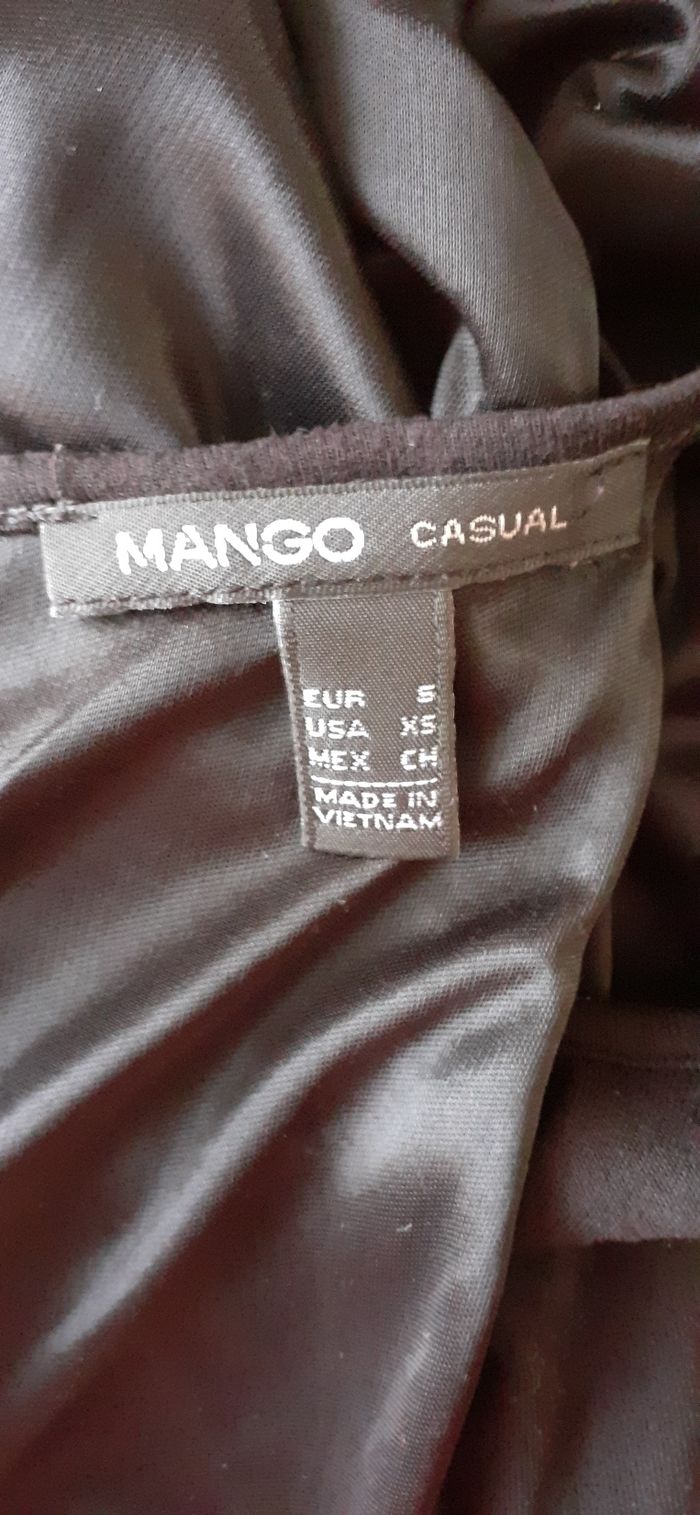 MANGO CASUAL
EUR S
USA XS
MEX CH
MADE IN
VIETNAM